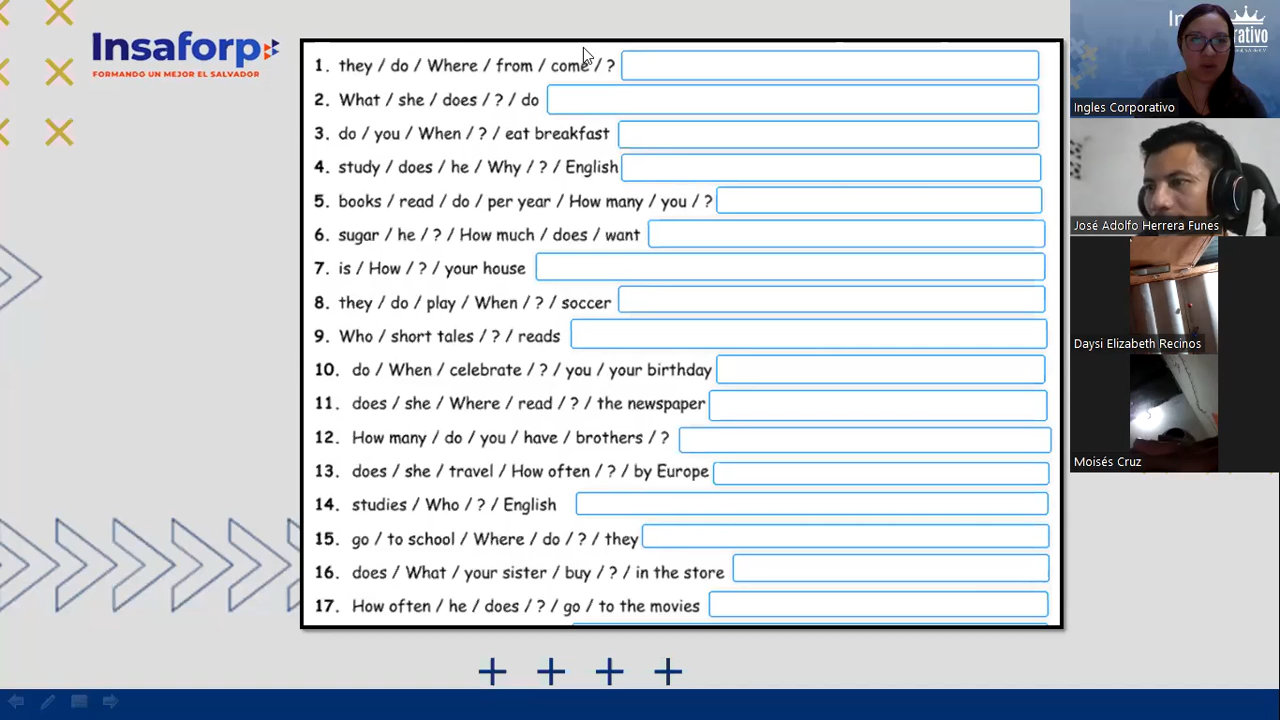 Insaforp
FORMANDO UN MEJOR EL SALVADOR
1. they / do / Where / from / come / ?
2. What / she / does / ? / do
3. do / you / When / ? / eat breakfast
4. study / does / he / Why / ? / English
5. books / read / do / per year / How many / you / ?
6. sugar / he / ? / How much / does / want
7. is / How / ? / your house
8. they / do / play / When / ? / soccer
9. Who / short tales / ? / reads
10. do / When / celebrate / ? / you / your birthday
11. does / she / Where / read / ? / the newspaper
12. How many / do / you / have / brothers / ?
13. does / she / travel / How often / ? / by Europe
14. studies / Who / ? / English
15. go / to school / Where / do / ? / they
16. does / What / your sister / buy / ? / in the store
17. How often / he / does / ? / go / to the movies
Ingles Corporativo
José Adolfo Herrera Funes
Daysi Elizabeth Recinos
Moisés Cruz